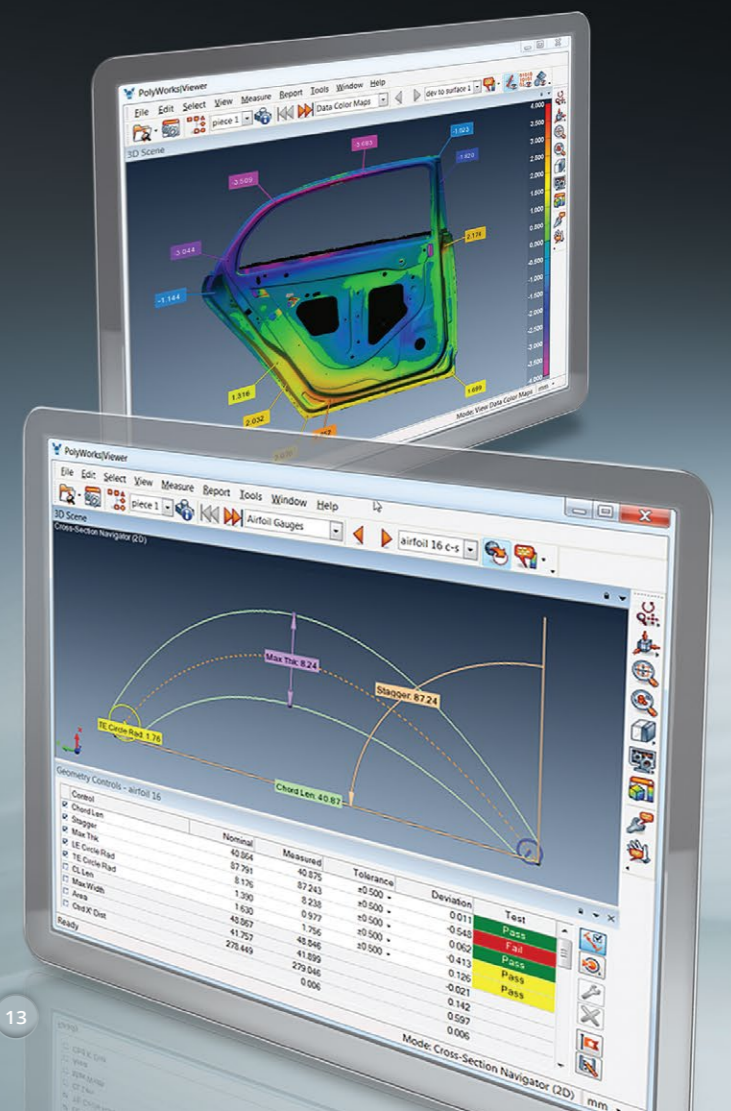 PolyWorks|Viewer
File Edit Select View Measure Report Tools Window Help
piece 1 Data Color Maps dev to surface 1
3D Scene
4.000
3.500
3.000
2.500
2.000
1.500
1.000
0.500
0.000
-0.500
-1.000
-1.500
-2.000
-2.500
-3.000
-3.500
-4.000
-3.509
-3.044
-1.144
2.178
1.316
2.032
1.689
Mode: View Data Color Maps mm
PolyWorks|Viewer
File Edit Select View Measure Report Tools Window Help
piece 1 Airfoil Gauges airfoil 16 c-s
3D Scene
Cross-Section Navigator (2D)
Max Thk: 8.24
Stagger: 87.24
TE Circle Rad: 1.76
Chord Len: 40.87
Geometry Controls - airfoil 16
Control Nominal Measured Tolerance Deviation Test
Chord Len 40.864 40.875 ±0.500 0.011 Pass
Stagger 87.791 87.243 ±0.500 -0.548 Fail
Max Thk 8.176 8.238 ±0.500 0.062 Pass
LE Circle Rad 1.390 0.977 ±0.500 -0.413 Pass
TE Circle Rad 1.630 1.756 ±0.500 0.126 Pass
CL Len 48.867 48.846 -0.021
Max Width 41.757 41.899 0.142
Area 278.449 279.046 0.597
Ctrd X' Dist 0.006 0.006
Ready
Mode: Cross-Section Navigator (2D) mm
13